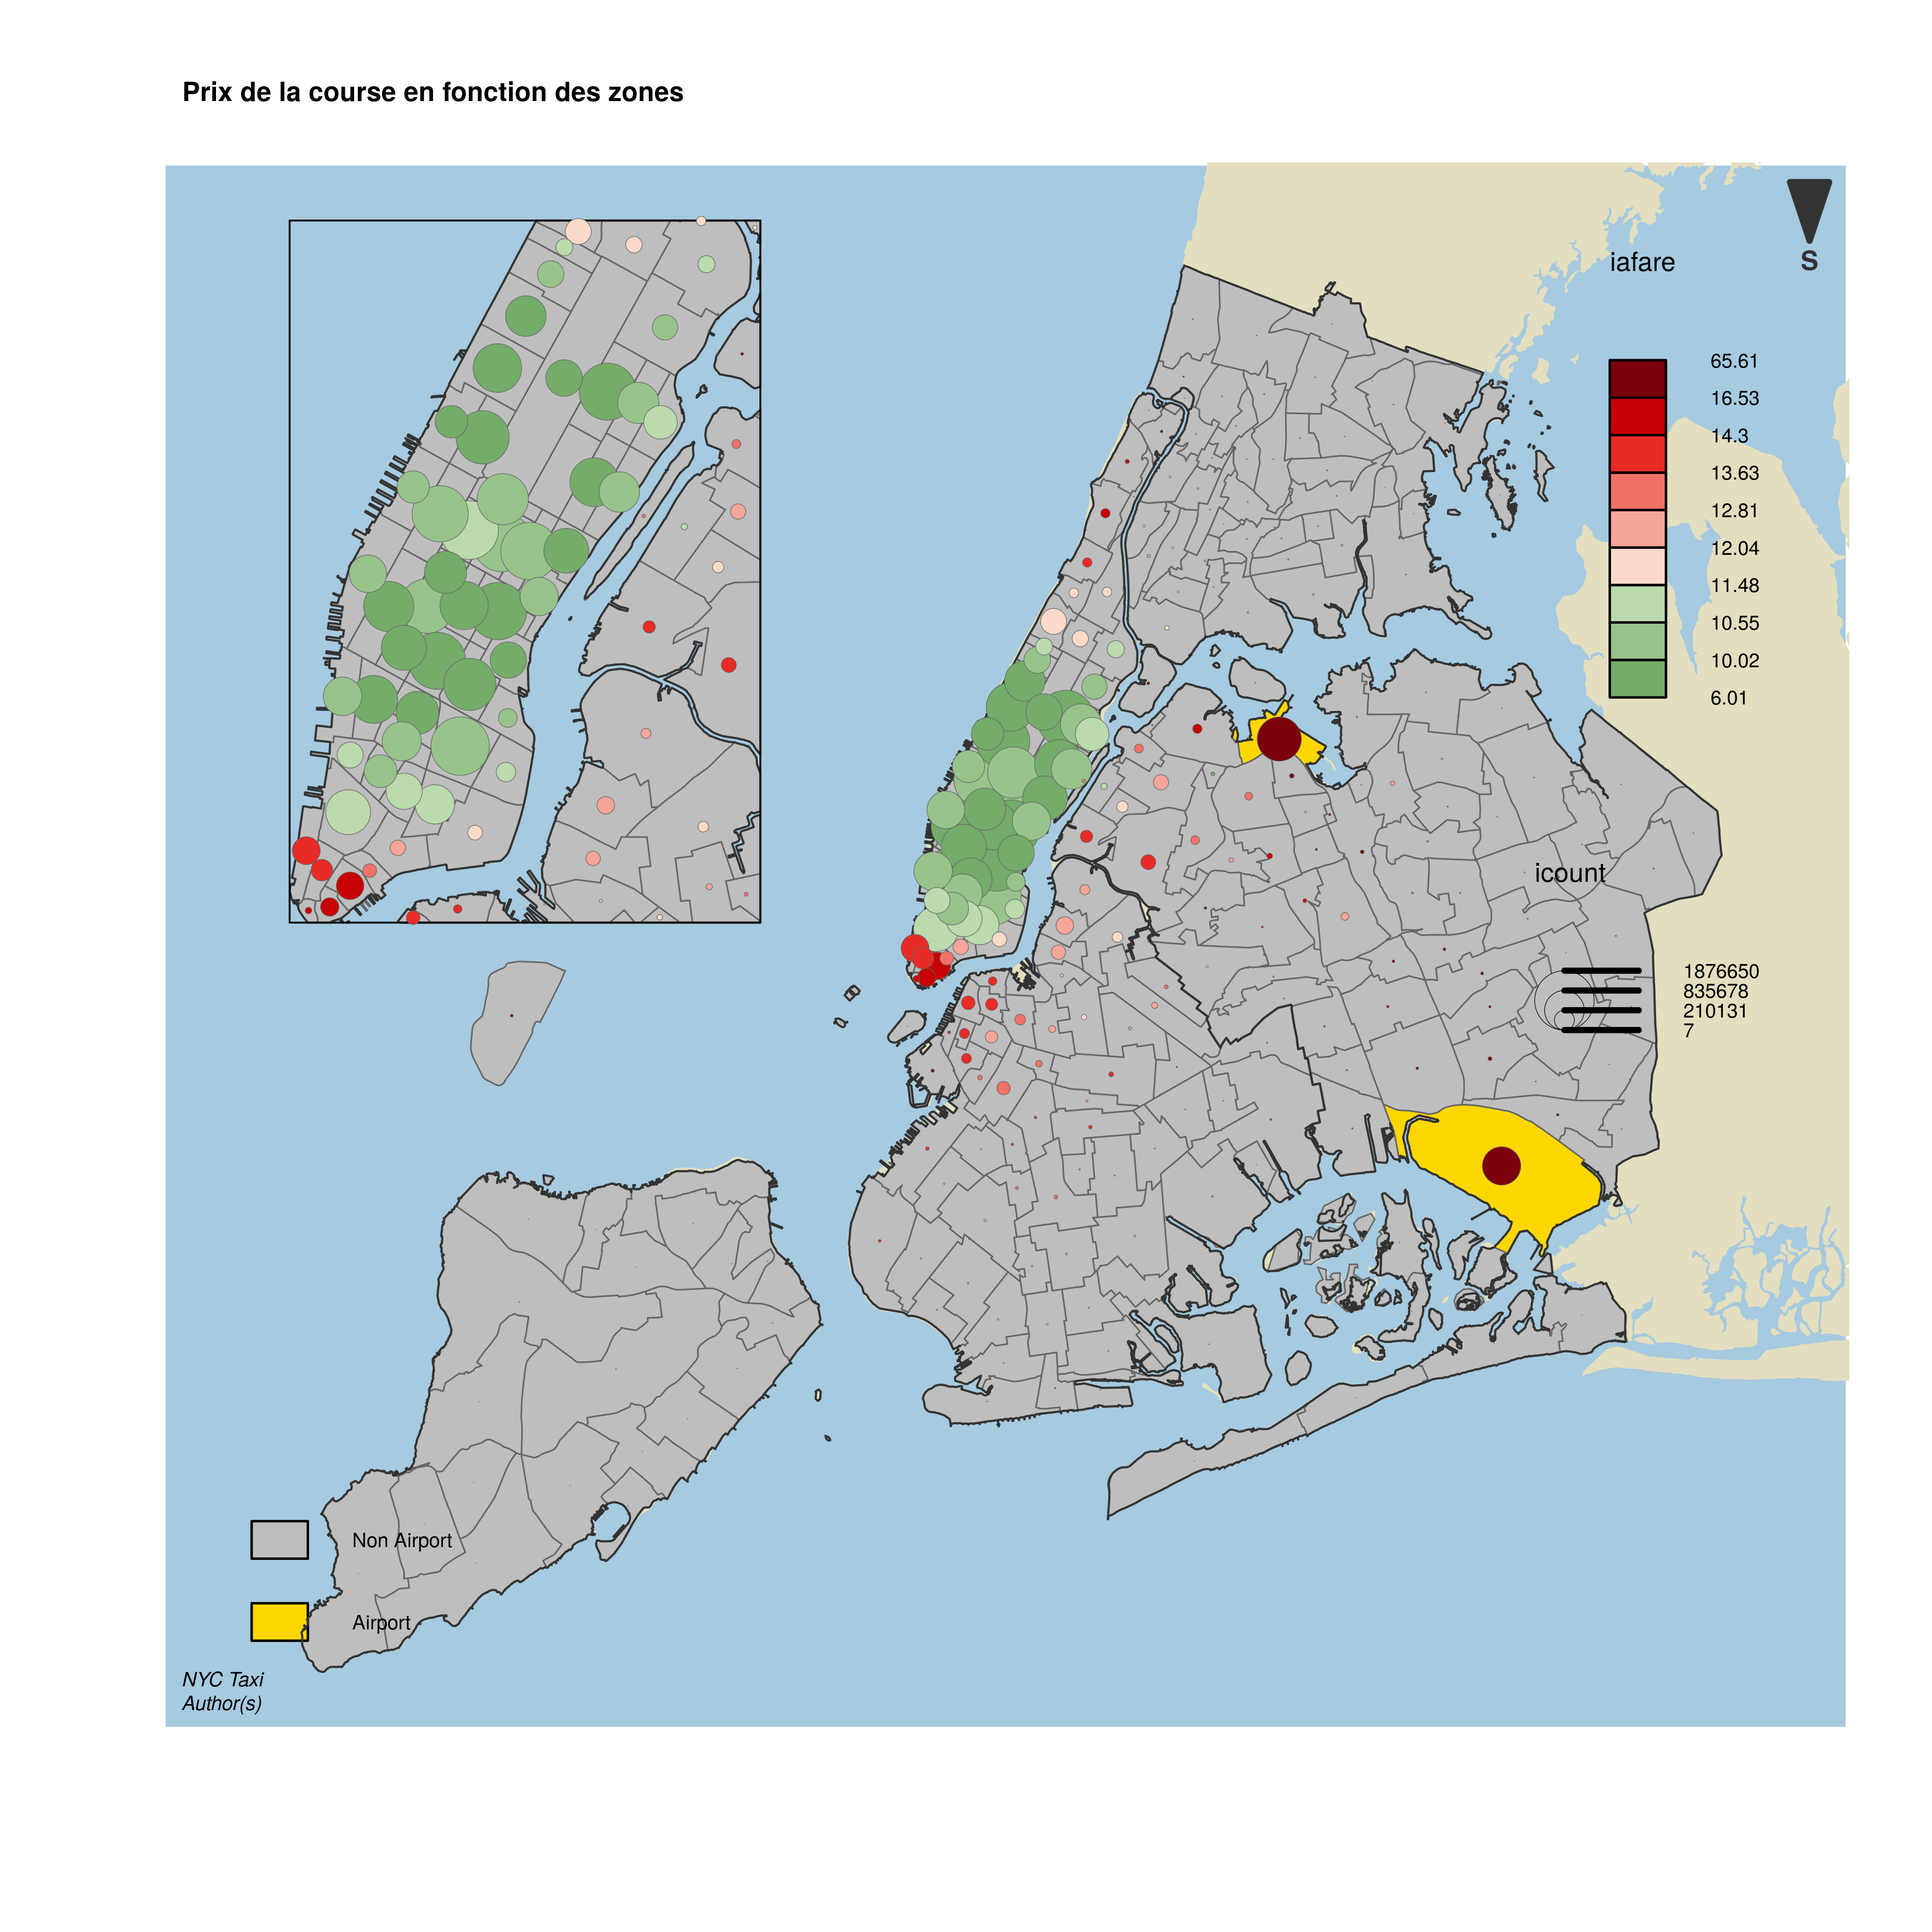 Prix de la course en fonction des zones
S
iafare
65.61
16.53
14.3
13.63
12.81
12.04
11.48
10.55
10.02
6.01
icount
1876650
835678
210131
7
Non Airport
Airport
NYC Taxi
Author(s)